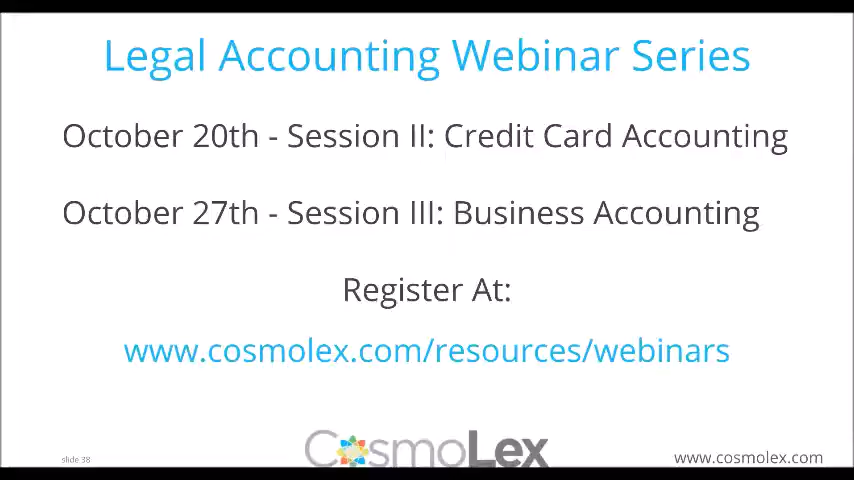 Legal Accounting Webinar Series
October 20th - Session II: Credit Card Accounting
October 27th - Session III: Business Accounting
Register At:
www.cosmolex.com/resources/webinars
slide 38
CosmoLex
www.cosmolex.com